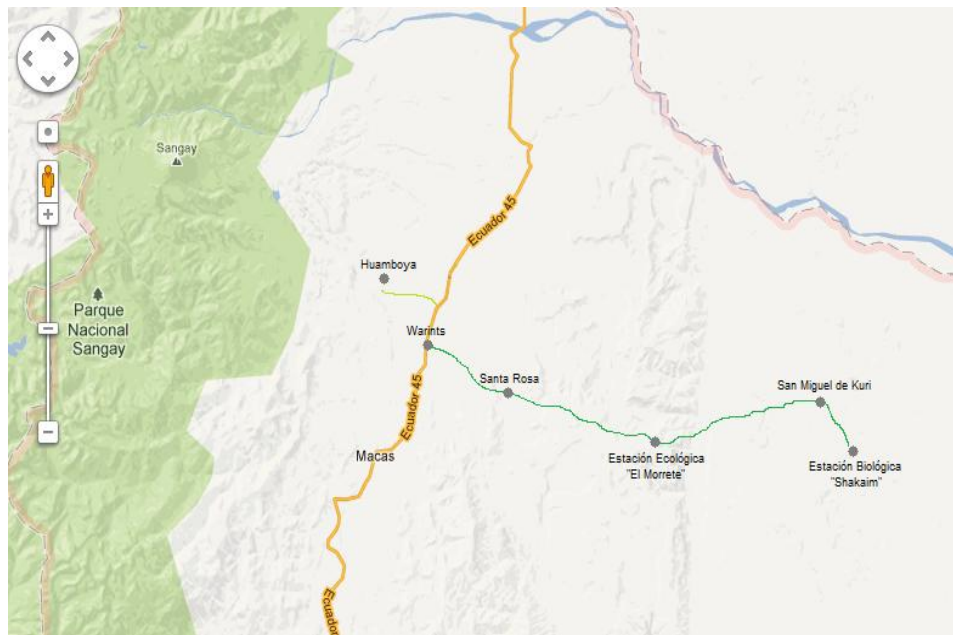 Sangay
Ecuador 45
Huamboya
Parque
Nacional
Sangay
Warints
Santa Rosa
San Miguel de Kuri
Ecuador 45
Macas
Estación Ecológica
"El Morrete"
Estación Biológica
"Shakaim"
Ecuador